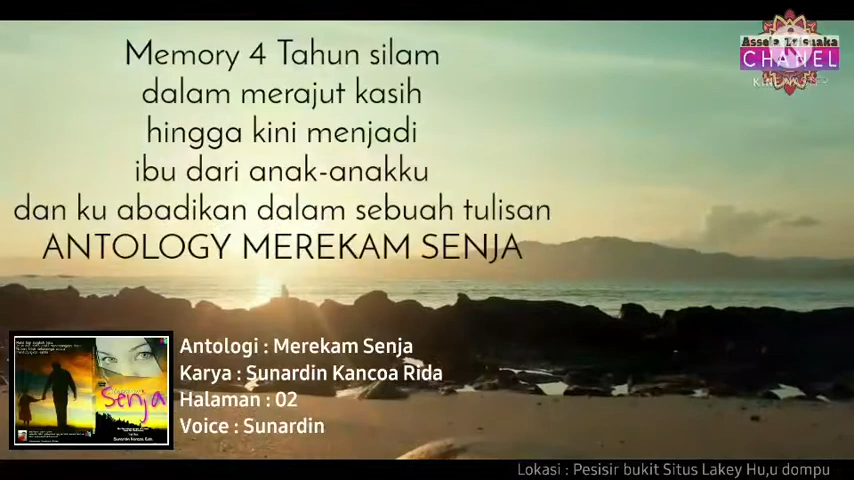 Memory 4 Tahun silam
dalam merajut kasih
hingga kini menjadi
ibu dari anak-anakku
dan ku abadikan dalam sebuah tulisan
ANTOLOGY MEREKAM SENJA
CHANEL
Antologi : Merekam Senja
Karya : Sunardin Kancoa Rida
Halaman : 02
Voice : Sunardin
Senja
Lokasi : Pesisir bukit Situs Lakey Hu,u dompu